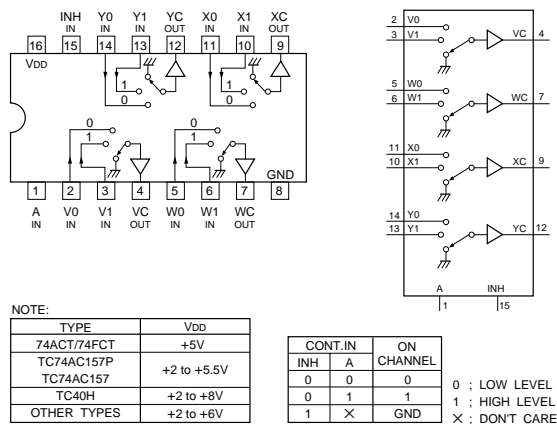 INH Y0 Y1 YC X0 X1 XC
IN IN IN OUT IN IN OUT
16 15 14 13 12 11 10 9
VDD
1
0
1
0
0
1
0
1
GND
1 2 3 4 5 6 7 8
A V0 V1 VC W0 W1 WC
IN IN IN OUT IN IN OUT
2 V0
3 V1 VC 4
5 W0
6 W1 WC 7
11 X0
10 X1 XC 9
14 Y0
13 Y1 YC 12
A INH
1 15
NOTE:
TYPE VDD
74ACT/74FCT +5V
TC74AC157P
TC74AC157 +2 to +5.5V
TC40H +2 to +8V
OTHER TYPES +2 to +6V
CONT.IN ON CHANNEL
INH A
0 0 0
0 1 1
1 × GND
0 ; LOW LEVEL
1 ; HIGH LEVEL
× ; DON'T CARE